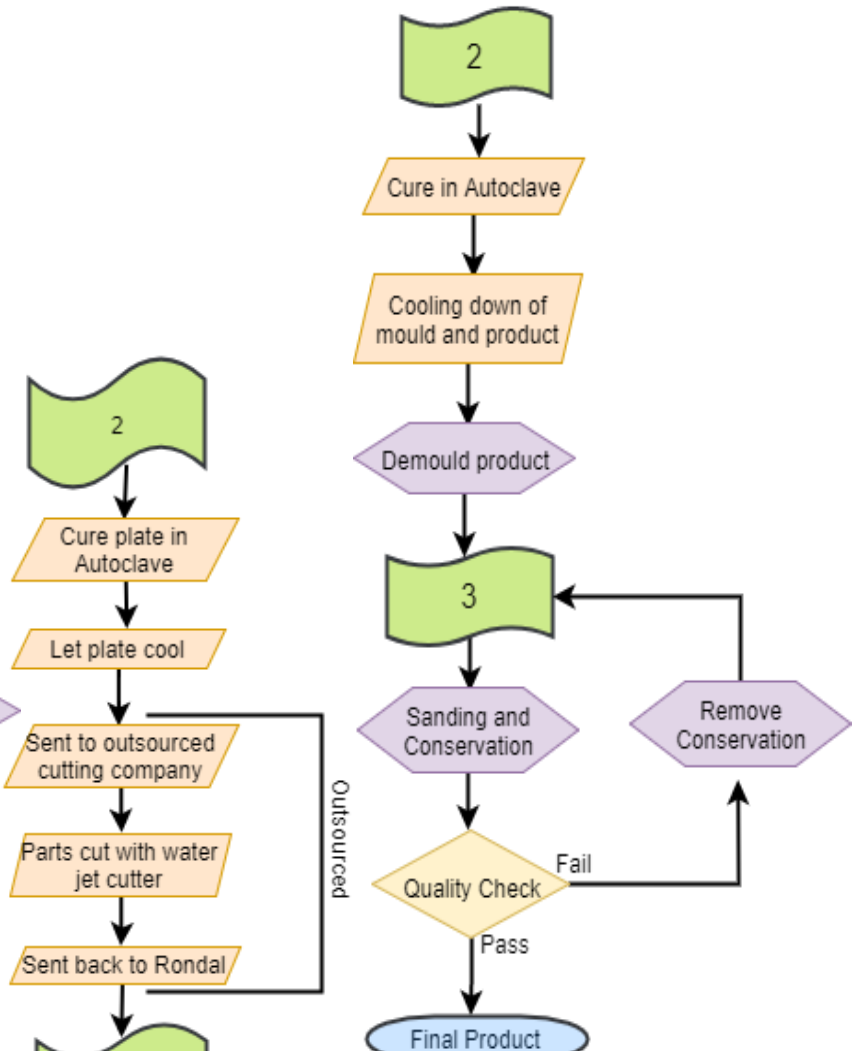 2
Cure in Autoclave
Cooling down of
mould and product
Demould product
3
Sanding and
Conservation
Remove
Conservation
Quality Check
Fail
Pass
Final Product
2
Cure plate in
Autoclave
Let plate cool
Sent to outsourced
cutting company
Parts cut with water
jet cutter
Sent back to Rondal
Outsourced